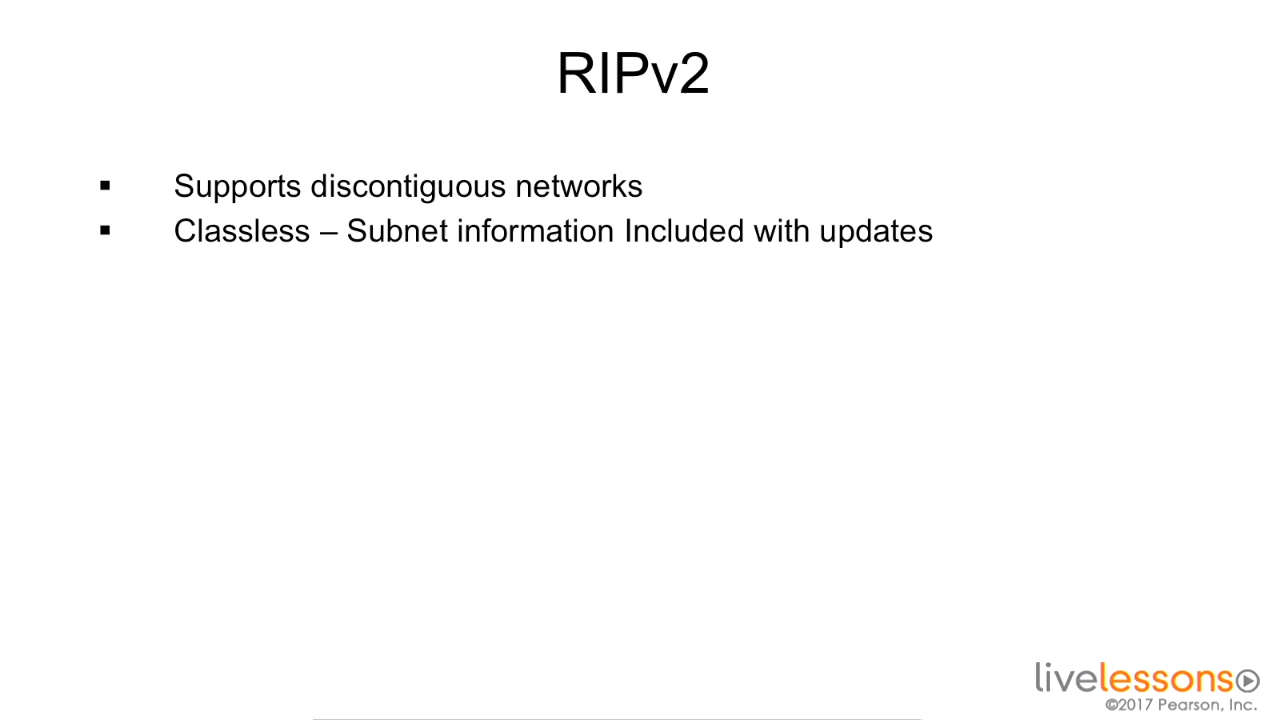 RIPv2
▪ Supports discontiguous networks
▪ Classless – Subnet information Included with updates
livelessons
©2017 Pearson, Inc.